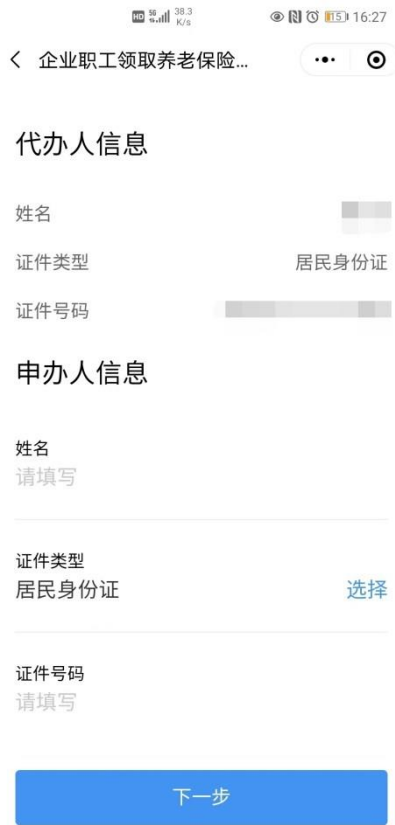 HD 5G 38.3 K/s 15 16:27
企业职工领取养老保险...
代办人信息
姓名
证件类型 居民身份证
证件号码
申办人信息
姓名
请填写
证件类型
居民身份证 选择
证件号码
请填写
下一步